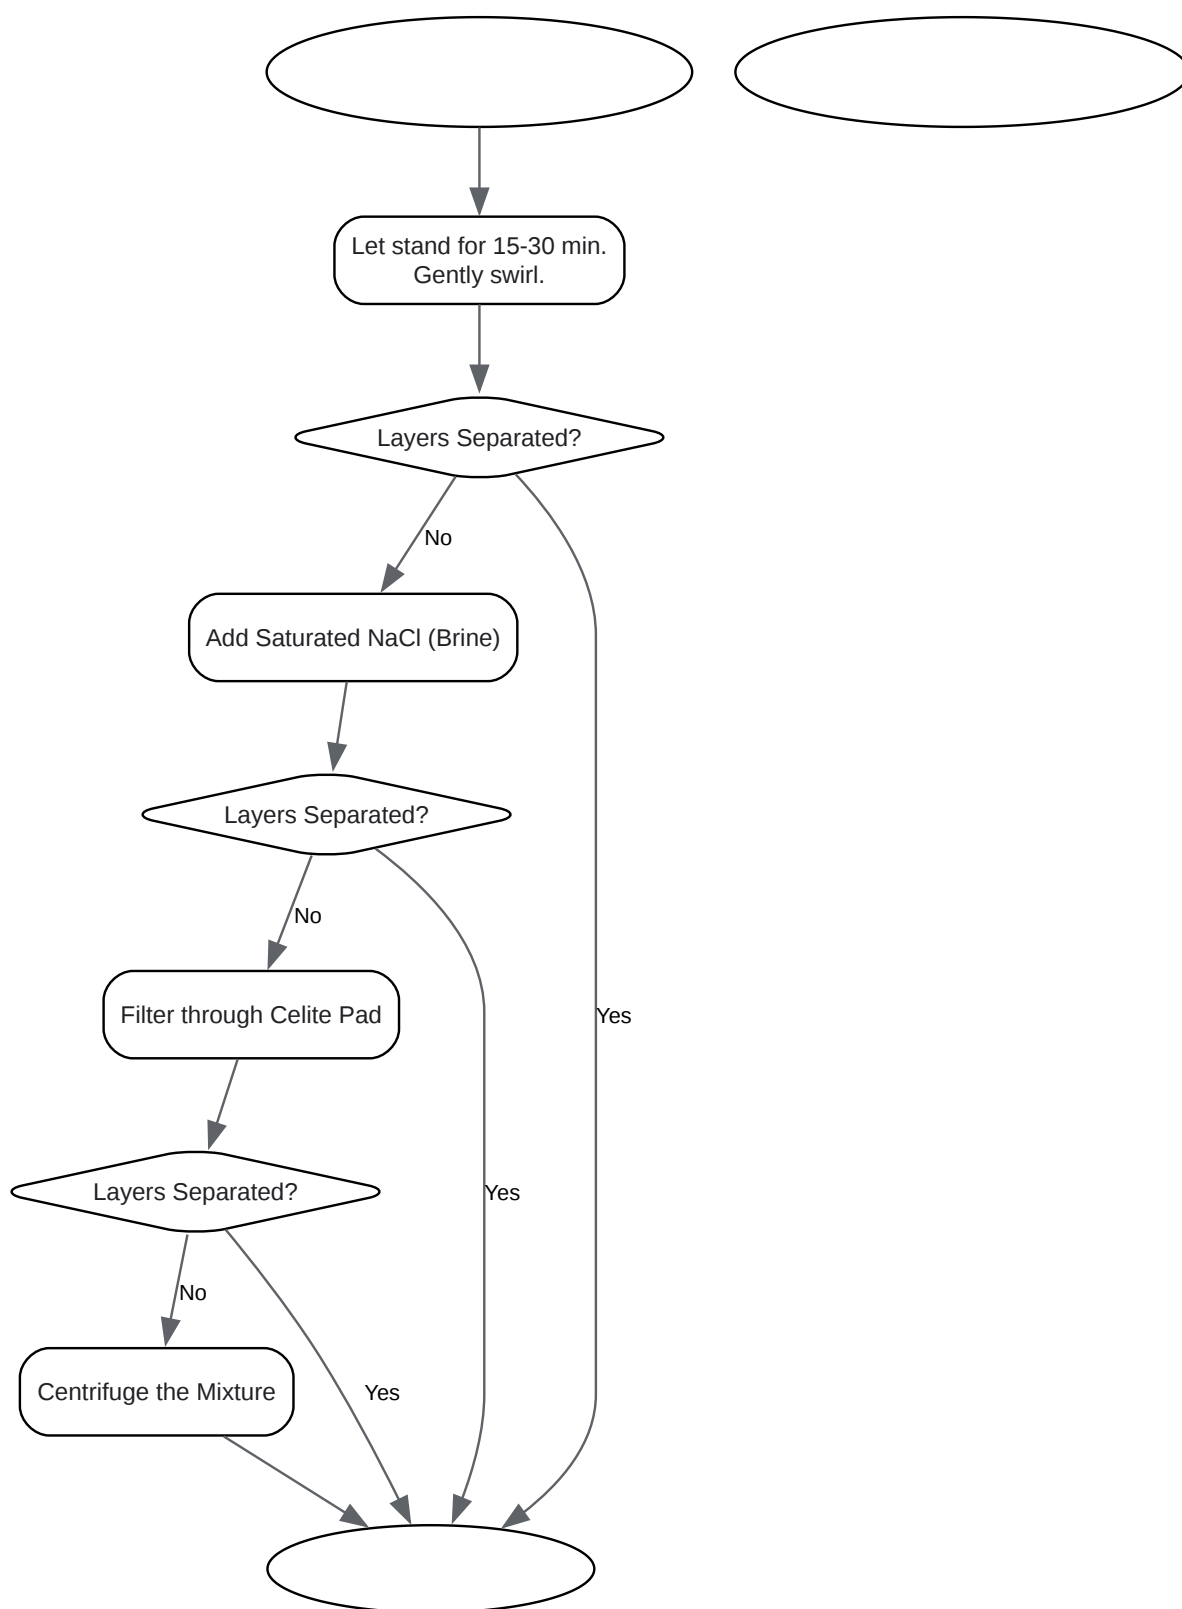 Let stand for 15-30 min.
Gently swirl.
Layers Separated?
No
Add Saturated NaCl (Brine)
Layers Separated?
No
Filter through Celite Pad
Yes
Layers Separated?
Yes
No
Centrifuge the Mixture
Yes